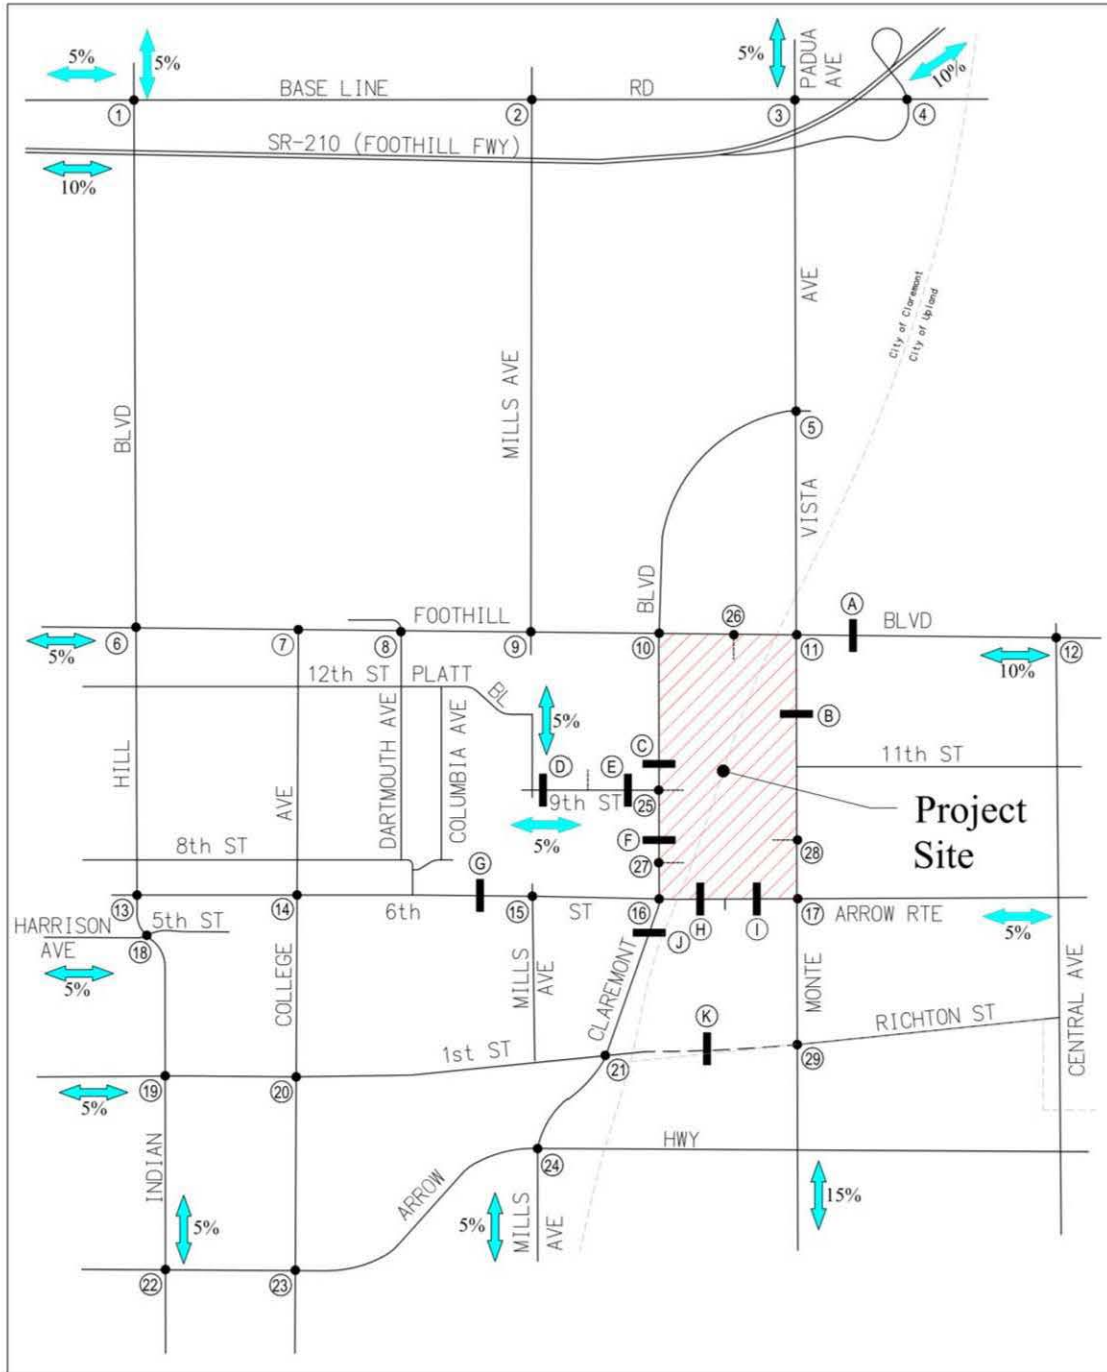 5%
5%
5%
PADUA
AVE
10%
BASE LINE
RD
1
2
3
4
SR-210 (FOOTHILL FWY)
10%
AVE
City of Claremont
City of Upland
MILLS AVE
BLVD
5
VISTA
BLVD
26
A
FOOTHILL
BLVD
6
7
8
9
10
11
12
5%
10%
12th ST
PLATT
BL
5%
B
HILL
AVE
DARTMOUTH AVE
COLUMBIA AVE
C
D
E
11th ST
9th ST
25
5%
Project
Site
8th ST
F
28
G
27
13
14
6th
15
ST
16
17
ARROW RTE
HARRISON
AVE
5th ST
18
H
I
J
5%
5%
COLLEGE
MILLS
AVE
CLAREMONT
MONTE
CENTRAL AVE
K
RICHTON ST
1st ST
21
29
19
20
5%
HWY
24
INDIAN
ARROW
5%
5%
MILLS
AVE
15%
22
23